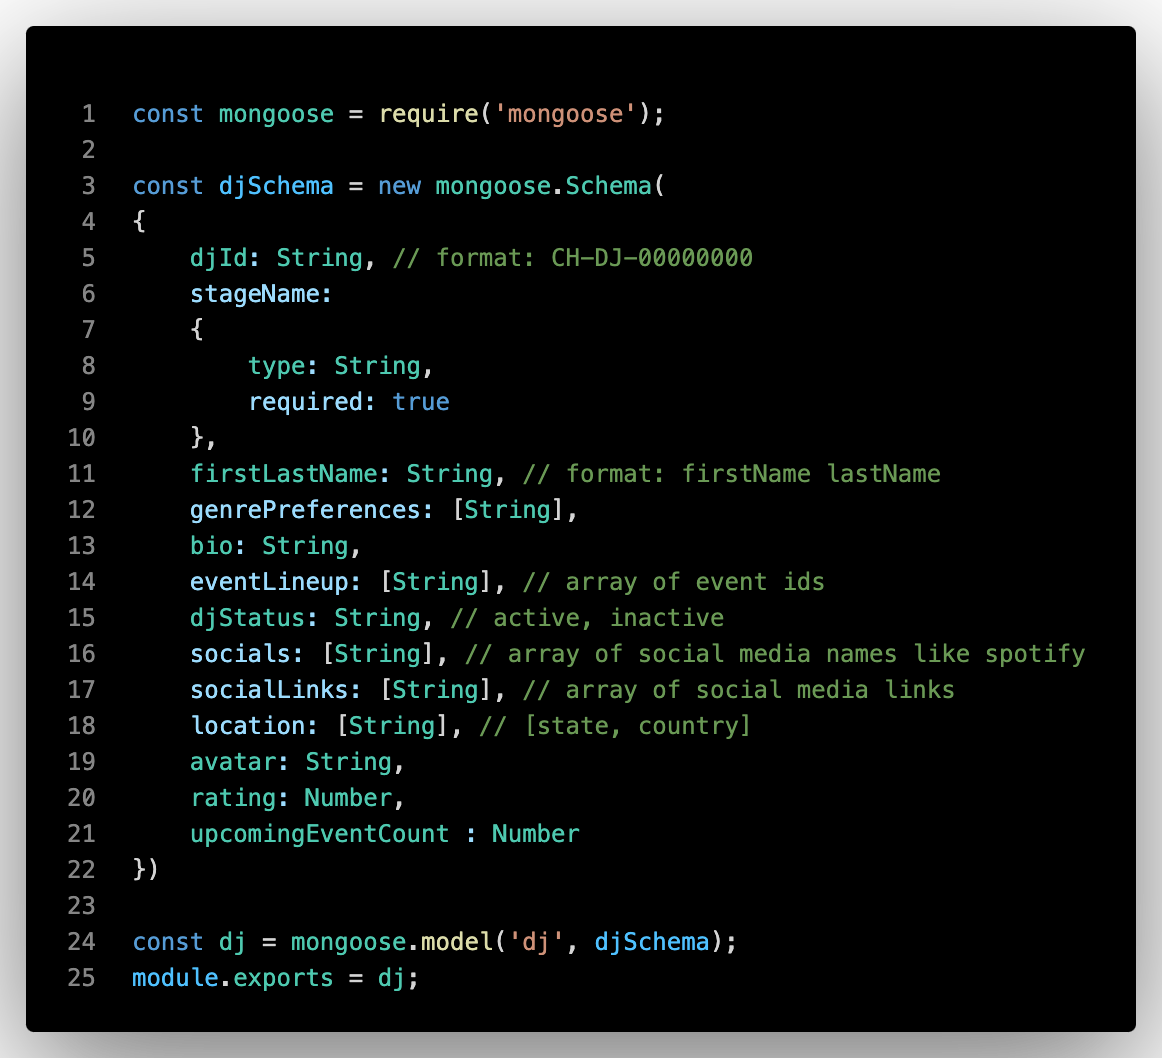 1 const mongoose = require('mongoose');
2
3 const djSchema = new mongoose.Schema(
4 {
5     djId: String, // format: CH-DJ-00000000
6     stageName:
7     {
8         type: String,
9         required: true
10     },
11     firstLastName: String, // format: firstName lastName
12     genrePreferences: [String],
13     bio: String,
14     eventLineup: [String], // array of event ids
15     djStatus: String, // active, inactive
16     socials: [String], // array of social media names like spotify
17     socialLinks: [String], // array of social media links
18     location: [String], // [state, country]
19     avatar: String,
20     rating: Number,
21     upcomingEventCount : Number
22 })
23
24 const dj = mongoose.model('dj', djSchema);
25 module.exports = dj;